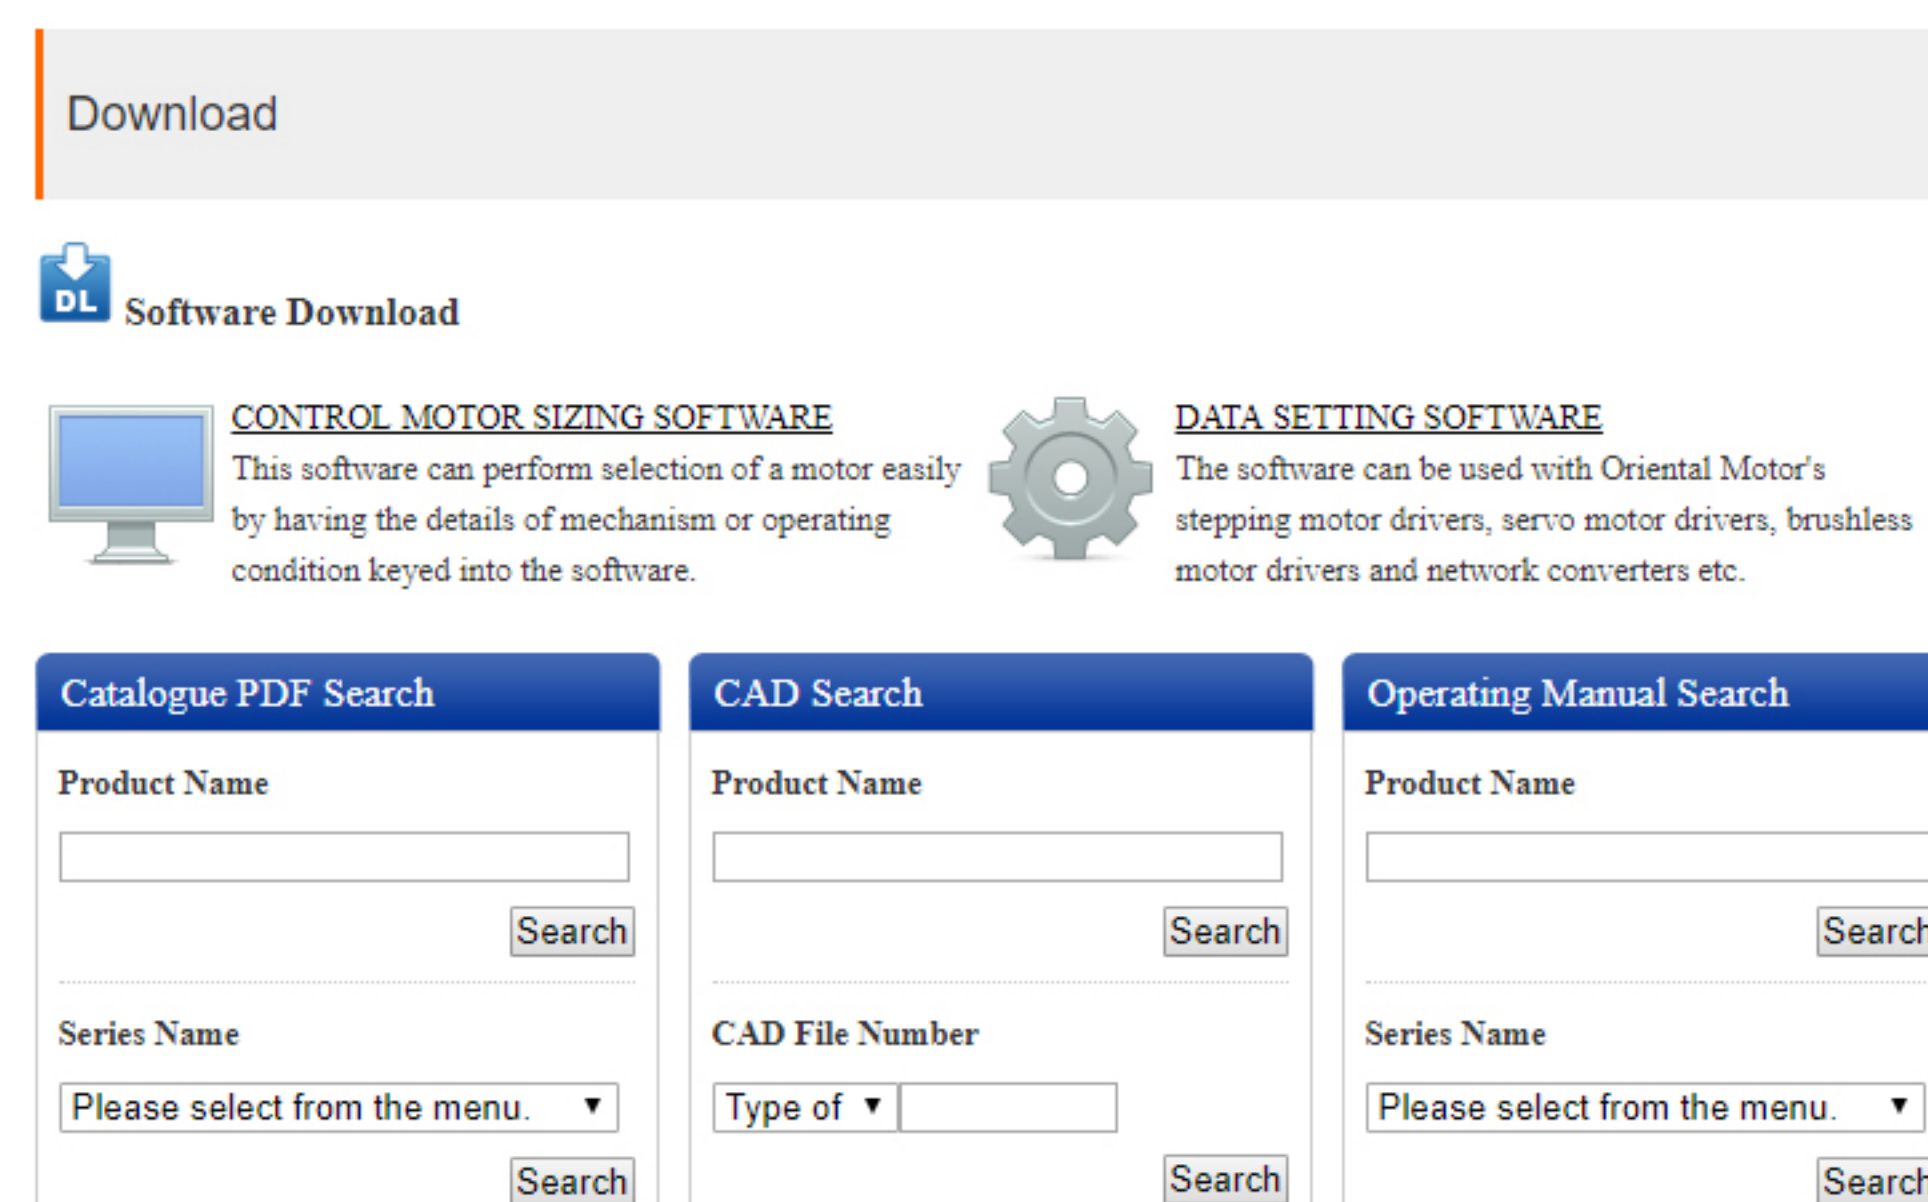 Download
DL
Software Download
CONTROL MOTOR SIZING SOFTWARE
This software can perform selection of a motor easily
by having the details of mechanism or operating
condition keyed into the software.
DATA SETTING SOFTWARE
The software can be used with Oriental Motor's
stepping motor drivers, servo motor drivers, brushless
motor drivers and network converters etc.
Catalogue PDF Search
Product Name
Search
Series Name
Please select from the menu.
Search
CAD Search
Product Name
Search
CAD File Number
Type of
Search
Operating Manual Search
Product Name
Search
Series Name
Please select from the menu.
Search